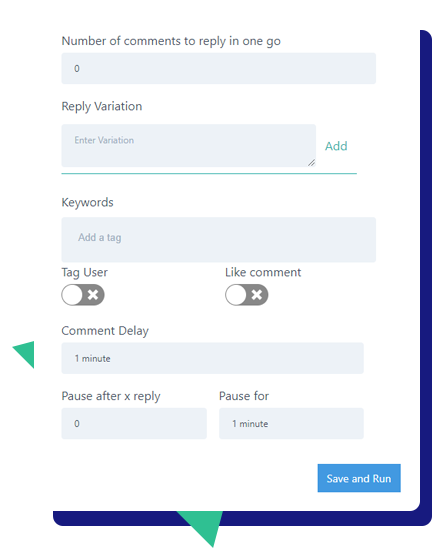 Number of comments to reply in one go
0
Reply Variation
Enter Variation
Add
Keywords
Add a tag
Tag User
Like comment
Comment Delay
1 minute
Pause after x reply
Pause for
0
1 minute
Save and Run